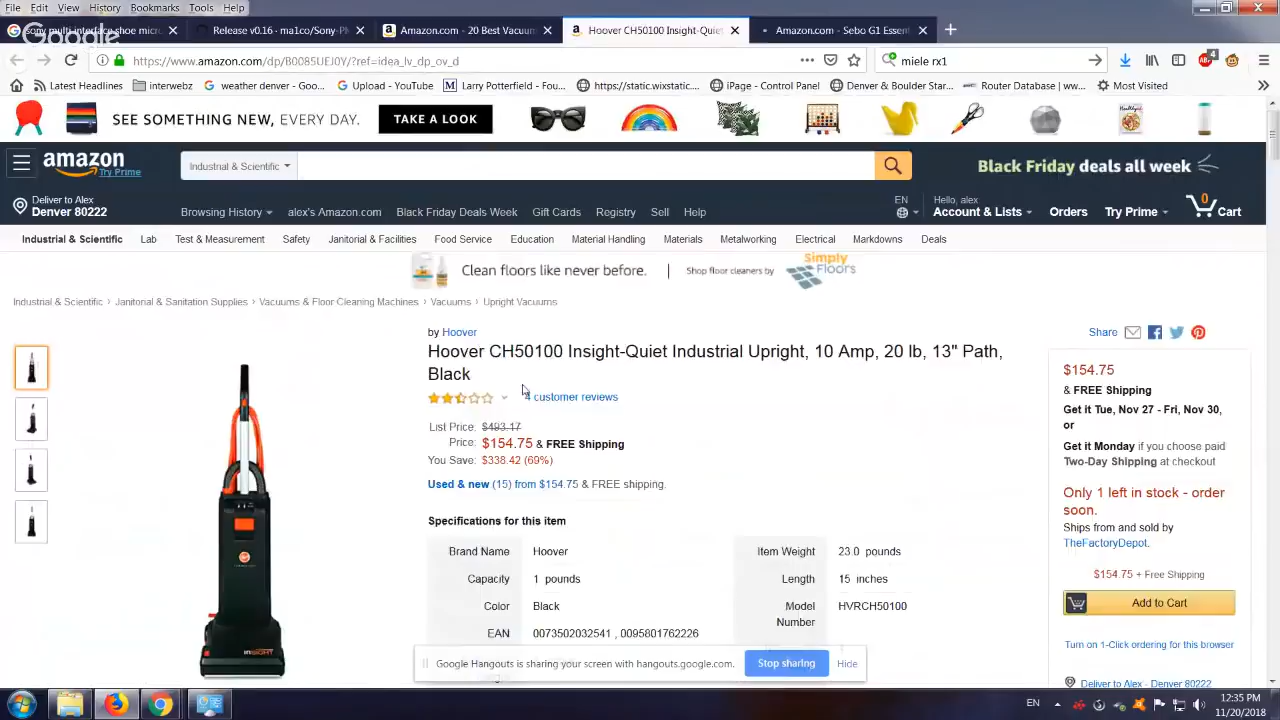 File Edit View History Bookmarks Tools Help
Google
sony multi-interface shoe micro
Release v0.16 · ma1co/Sony-P
Amazon.com - 20 Best Vacuum
Hoover CH50100 Insight-Quiet
Amazon.com - Sebo G1 Essent
https://www.amazon.com/dp/B0085UEJ0Y/?ref=idea_lv_dp_ov_d
miele rx1
4
Latest Headlines
interwebz
weather denver - Goo...
Upload - YouTube
Larry Potterfield - Fou...
https://static.wixstatic....
iPage - Control Panel
Denver & Boulder Star...
Router Database | ww...
Most Visited
SEE SOMETHING NEW, EVERY DAY.
TAKE A LOOK
amazon
Try Prime
Industrial & Scientific
Black Friday deals all week
Deliver to Alex
Denver 80222
Browsing History
alex's Amazon.com
Black Friday Deals Week
Gift Cards
Registry
Sell
Help
EN
Hello, alex
Account & Lists
Orders
Try Prime
0
Cart
Industrial & Scientific
Lab
Test & Measurement
Safety
Janitorial & Facilities
Food Service
Education
Material Handling
Materials
Metalworking
Electrical
Markdowns
Deals
Clean floors like never before.
Shop floor cleaners by
Simply
Floors
Industrial & Scientific › Janitorial & Sanitation Supplies › Vacuums & Floor Cleaning Machines › Vacuums › Upright Vacuums
by Hoover
Hoover CH50100 Insight-Quiet Industrial Upright, 10 Amp, 20 lb, 13" Path,
Black
4 customer reviews
List Price: $493.17
Price: $154.75 & FREE Shipping
You Save: $338.42 (69%)
Used & new (15) from $154.75 & FREE shipping.
Specifications for this item
Brand Name Hoover
Capacity 1 pounds
Color Black
EAN 0073502032541 , 0095801762226
Item Weight 23.0 pounds
Length 15 inches
Model
Number HVRCH50100
INSIGHT
Share
$154.75
& FREE Shipping
Get it Tue, Nov 27 - Fri, Nov 30,
or
Get it Monday if you choose paid
Two-Day Shipping at checkout
Only 1 left in stock - order
soon.
Ships from and sold by
TheFactoryDepot.
$154.75 + Free Shipping
Add to Cart
Turn on 1-Click ordering for this browser
Deliver to Alex - Denver 80222
Google Hangouts is sharing your screen with hangouts.google.com.
Stop sharing
Hide
EN
12:35 PM
11/20/2018